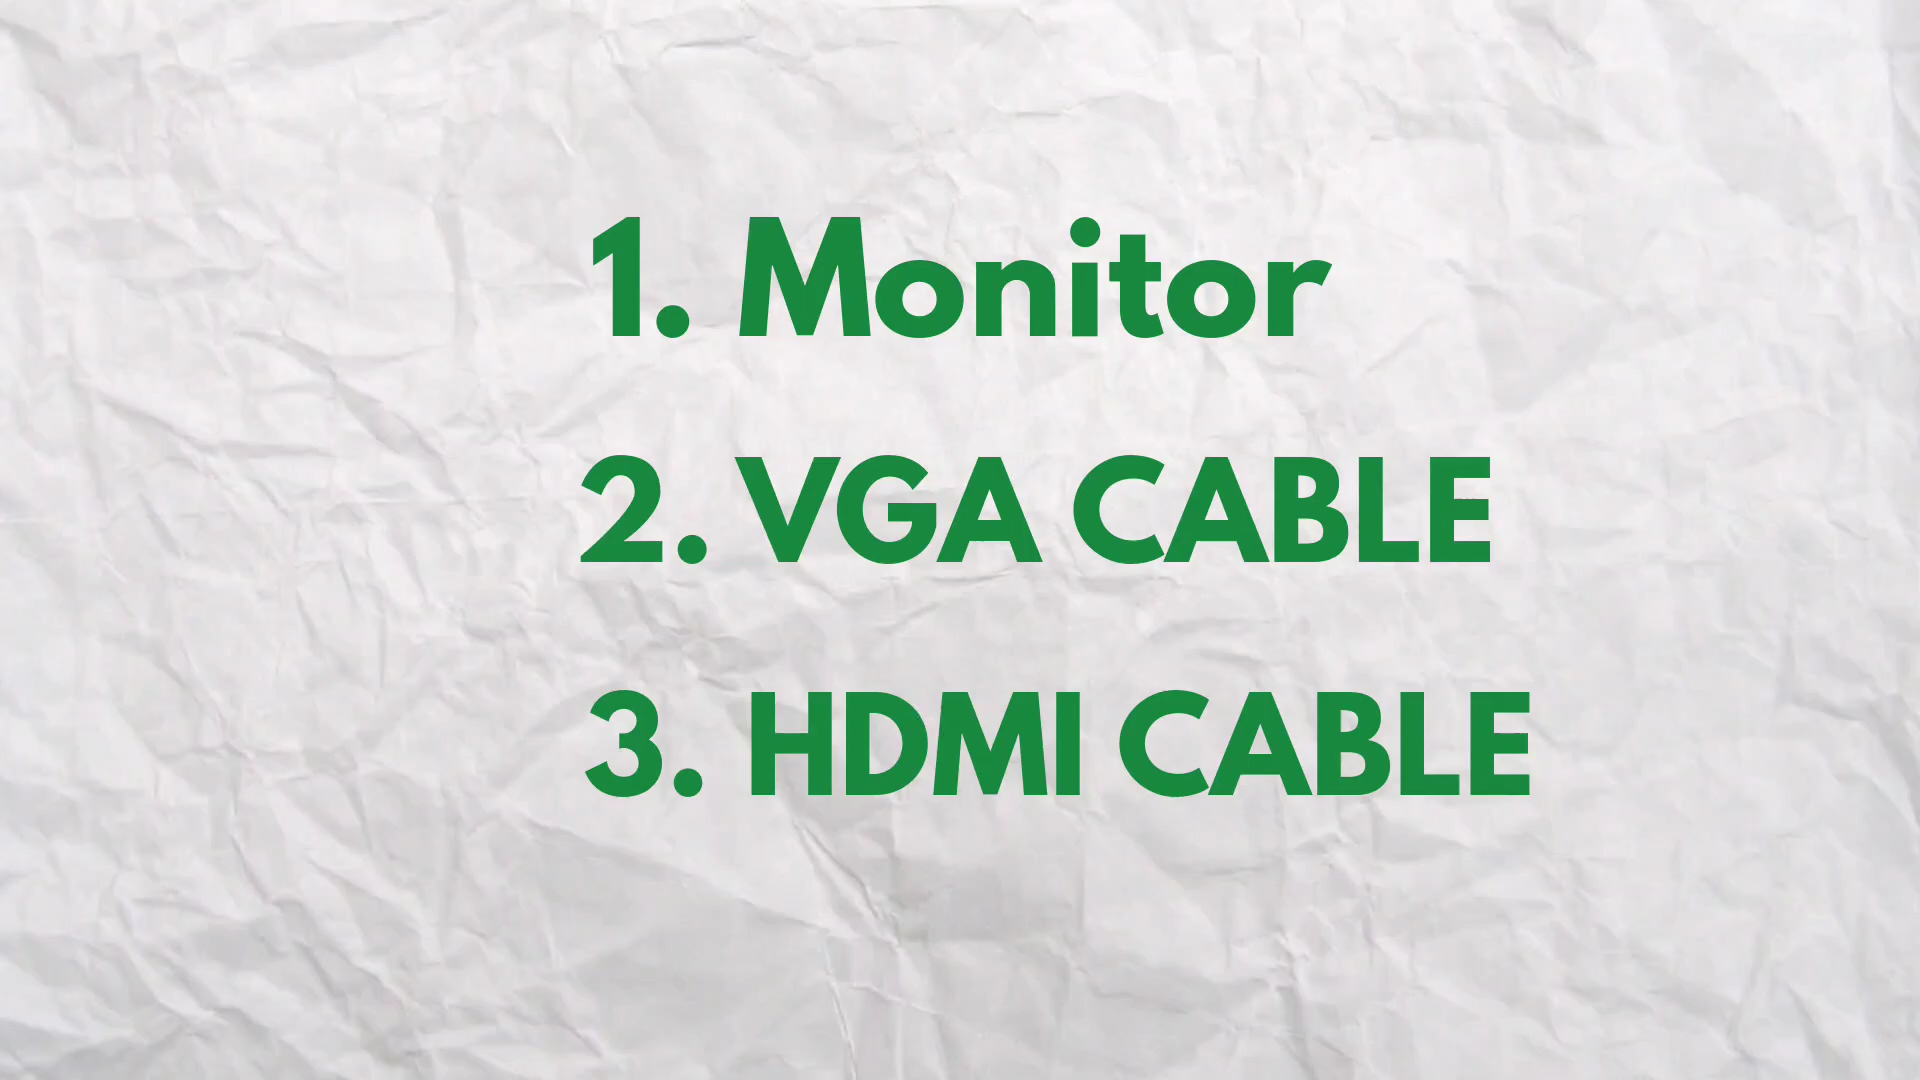 1. Monitor
2. VGA CABLE
3. HDMI CABLE